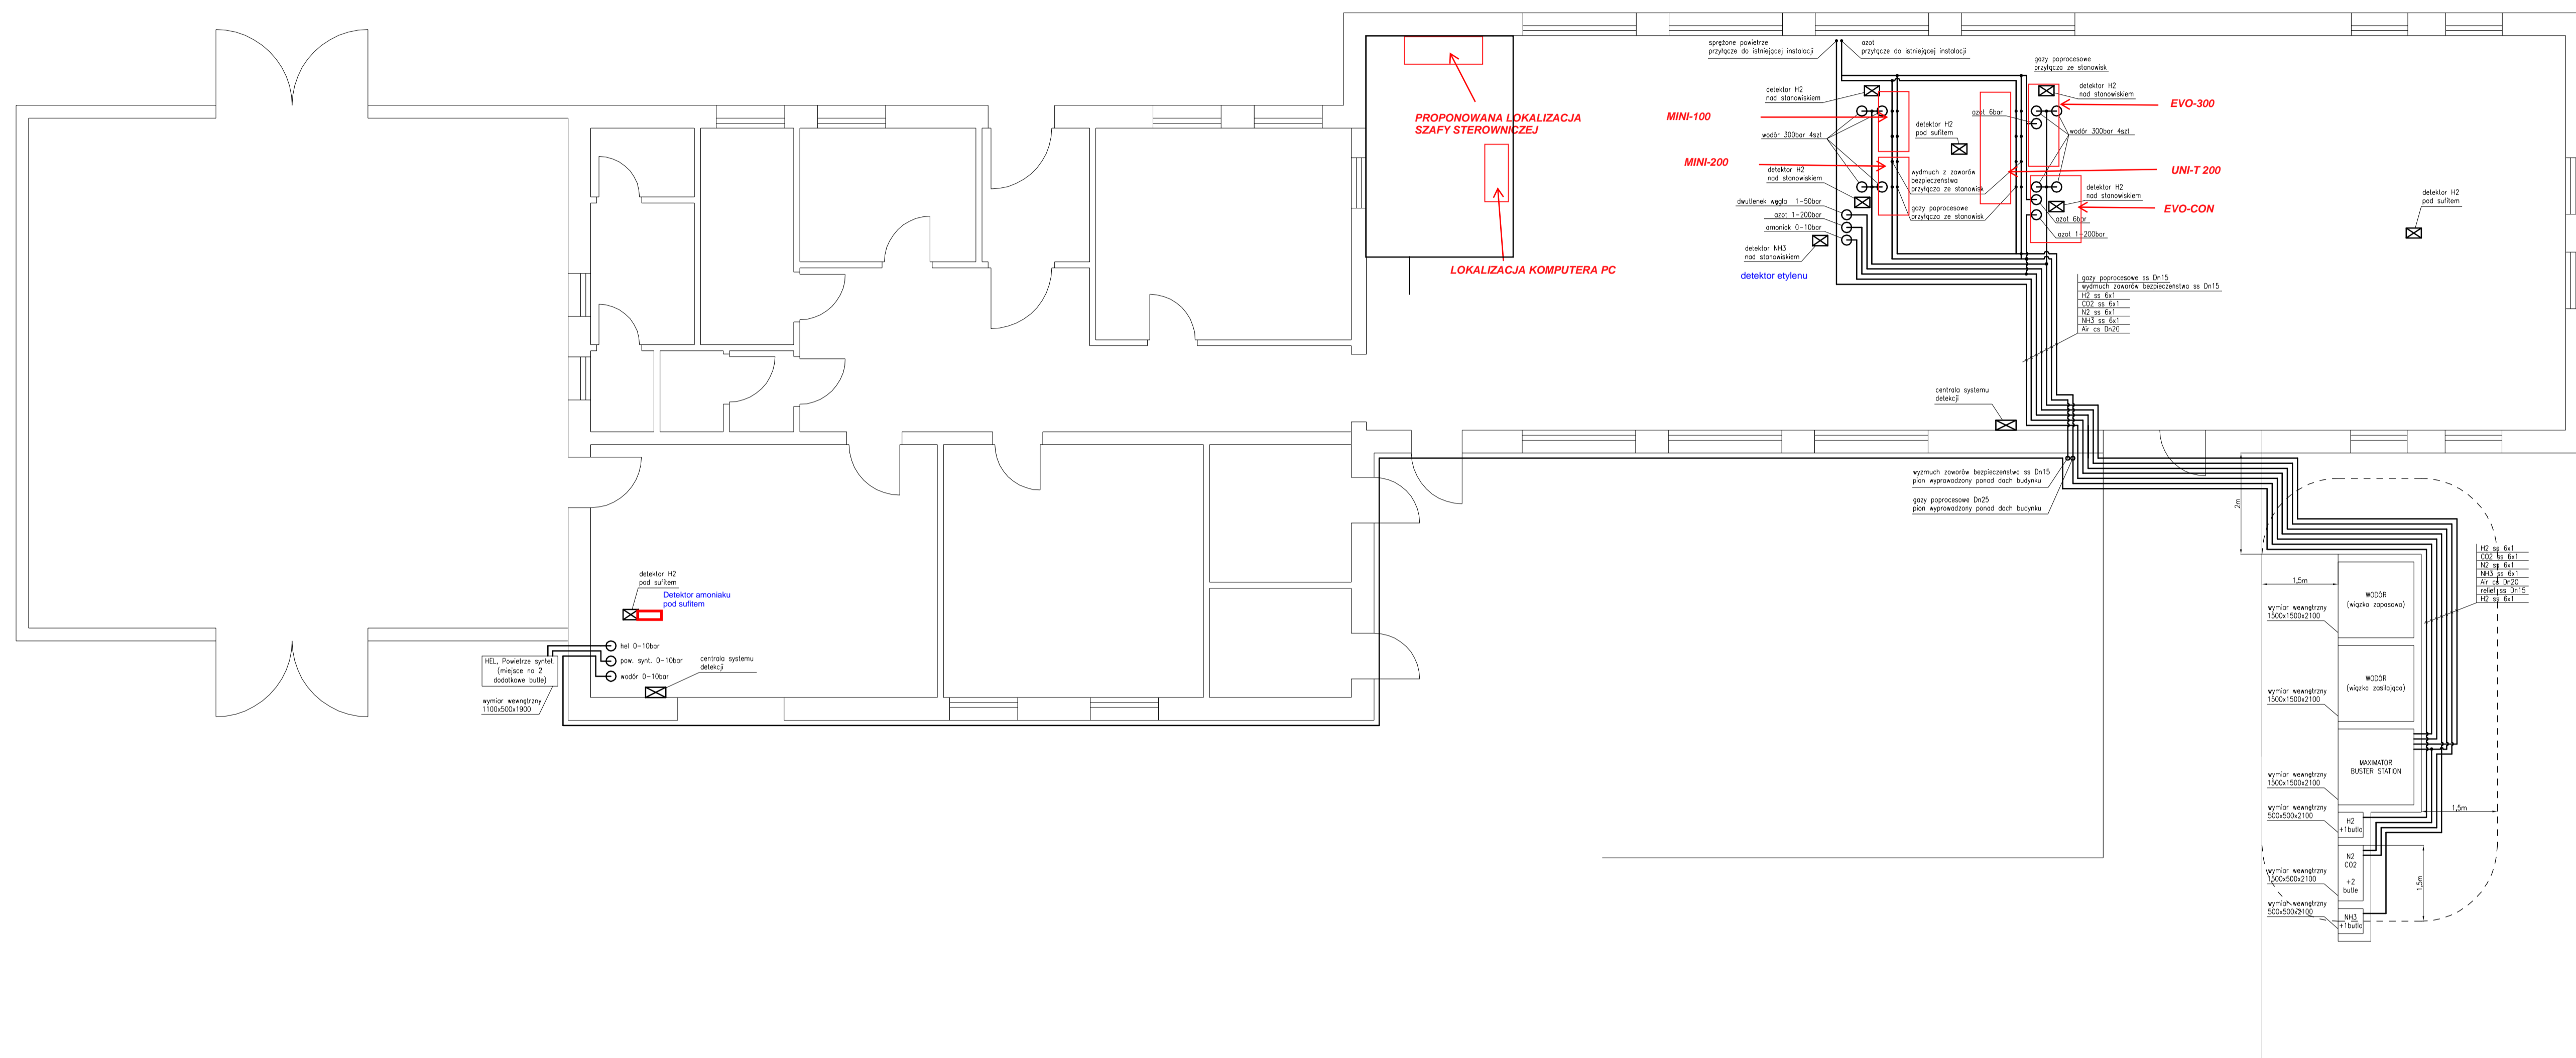 sprężone powietrze
przyłącze do istniejącej instalacji
azot
przyłącze do istniejącej instalacji
gazy poprocesowe
przyłącza ze stanowisk
detektor H2
nad stanowiskiem
detektor H2
nad stanowiskiem
EVO-300
PROPONOWANA LOKALIZACJA
SZAFY STEROWNICZEJ
MINI-100
azot 6bar
detektor H2
pod sufitem
wodór 300bar 4szt
wodór 300bar 4szt
MINI-200
UNI-T 200
detektor H2
nad stanowiskiem
wydmuch z zaworów
bezpieczeństwa
przyłącza ze stanowisk
detektor H2
nad stanowiskiem
detektor H2
pod sufitem
dwutlenek węgla 1-50bar
azot 1-200bar
amoniak 0-10bar
gazy poprocesowe
przyłącza ze stanowisk
EVO-CON
azot 6bar
azot 1-200bar
detektor NH3
nad stanowiskiem
LOKALIZACJA KOMPUTERA PC
detektor etylenu
gazy poprocesowe ss Dn15
wydmuch zaworów bezpieczeństwa ss Dn15
H2 ss 6x1
CO2 ss 6x1
N2 ss 6x1
NH3 ss 6x1
Air cs Dn20
centrala systemu
detekcji
wyzmuch zaworów bezpieczeństwa ss Dn15
pion wyprowadzony ponad dach budynku
gazy poprocesowe Dn25
pion wyprowadzony ponad dach budynku
2m
H2 ss 6x1
CO2 ss 6x1
N2 ss 6x1
NH3 ss 6x1
Air cs Dn20
relief ss Dn15
H2 ss 6x1
1,5m
WODÓR
(wiązka zapasowa)
wymiar wewnętrzny
1500x1500x2100
detektor H2
pod sufitem
Detektor amoniaku
pod sufitem
hel 0-10bar
pow. synt. 0-10bar
wodór 0-10bar
centrala systemu
detekcji
HEL, Powietrze syntet.
(miejsce na 2
dodatkowe butle)
wymiar wewnętrzny
1100x500x1900
WODÓR
(wiązka zasilająca)
wymiar wewnętrzny
1500x1500x2100
MAXIMATOR
BUSTER STATION
wymiar wewnętrzny
1500x1500x2100
1,5m
wymiar wewnętrzny
500x500x2100
H2
+1butla
N2
CO2
+2
butle
wymiar wewnętrzny
1500x500x2100
1,5m
wymiar wewnętrzny
500x500x2100
NH3
+1butla